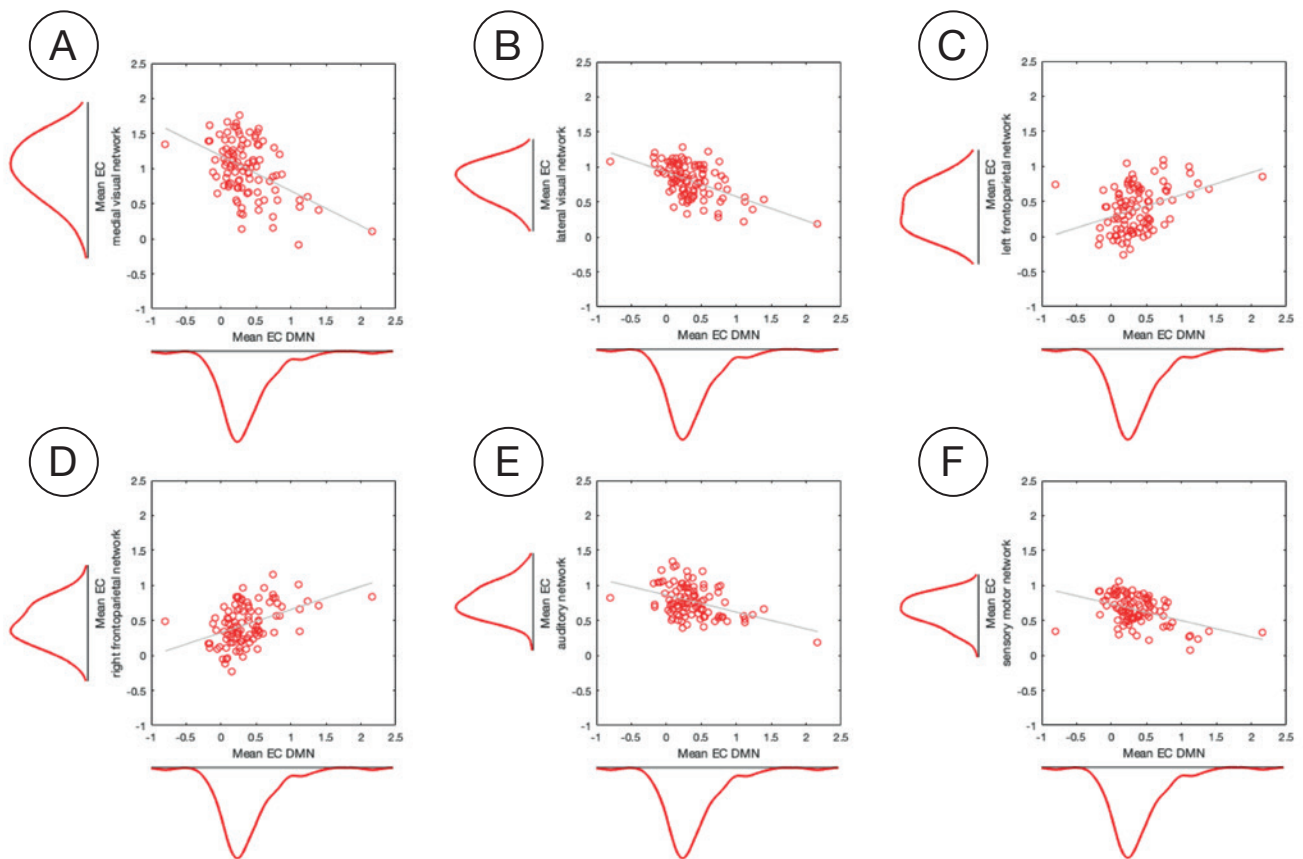 A
2.5
2
1.5
1
0.5
0
-0.5
-1
Mean EC
medial visual network
-1 -0.5 0 0.5 1 1.5 2 2.5
Mean EC DMN
B
2.5
2
1.5
1
0.5
0
-0.5
-1
Mean EC
lateral visual network
-1 -0.5 0 0.5 1 1.5 2 2.5
Mean EC DMN
C
2.5
2
1.5
1
0.5
0
-0.5
-1
Mean EC
left frontoparietal network
-1 -0.5 0 0.5 1 1.5 2 2.5
Mean EC DMN
D
2.5
2
1.5
1
0.5
0
-0.5
-1
Mean EC
right frontoparietal network
-1 -0.5 0 0.5 1 1.5 2 2.5
Mean EC DMN
E
2.5
2
1.5
1
0.5
0
-0.5
-1
Mean EC
auditory network
-1 -0.5 0 0.5 1 1.5 2 2.5
Mean EC DMN
F
2.5
2
1.5
1
0.5
0
-0.5
-1
Mean EC
sensory motor network
-1 -0.5 0 0.5 1 1.5 2 2.5
Mean EC DMN